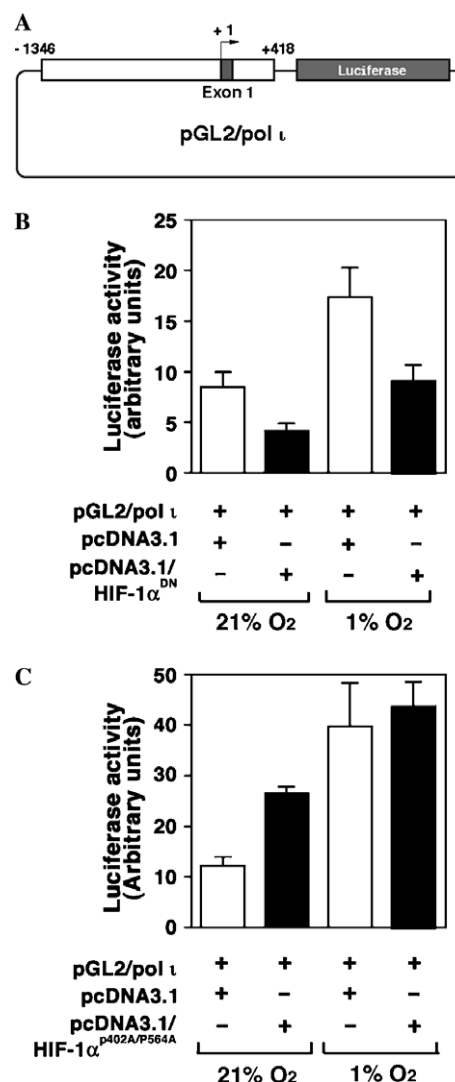 A
- 1346
+ 1
+418
Luciferase
Exon 1
pGL2/pol ι
B
Luciferase activity
(arbitrary units)
25
20
15
10
5
0
pGL2/pol ι + + + +
pcDNA3.1 + – + –
pcDNA3.1/
HIF-1α^DN – + – +
21% O2 1% O2
C
Luciferase activity
(Arbitrary units)
50
40
30
20
10
0
pGL2/pol ι + + + +
pcDNA3.1 + – + –
pcDNA3.1/
HIF-1α^p402A/P564A – + – +
21% O2 1% O2